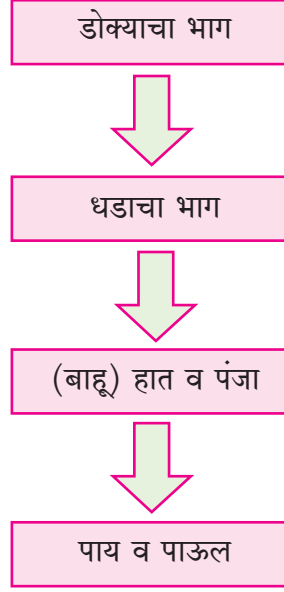 डोक्याचा भाग
धडाचा भाग
(बाहू) हात व पंजा
पाय व पाऊल